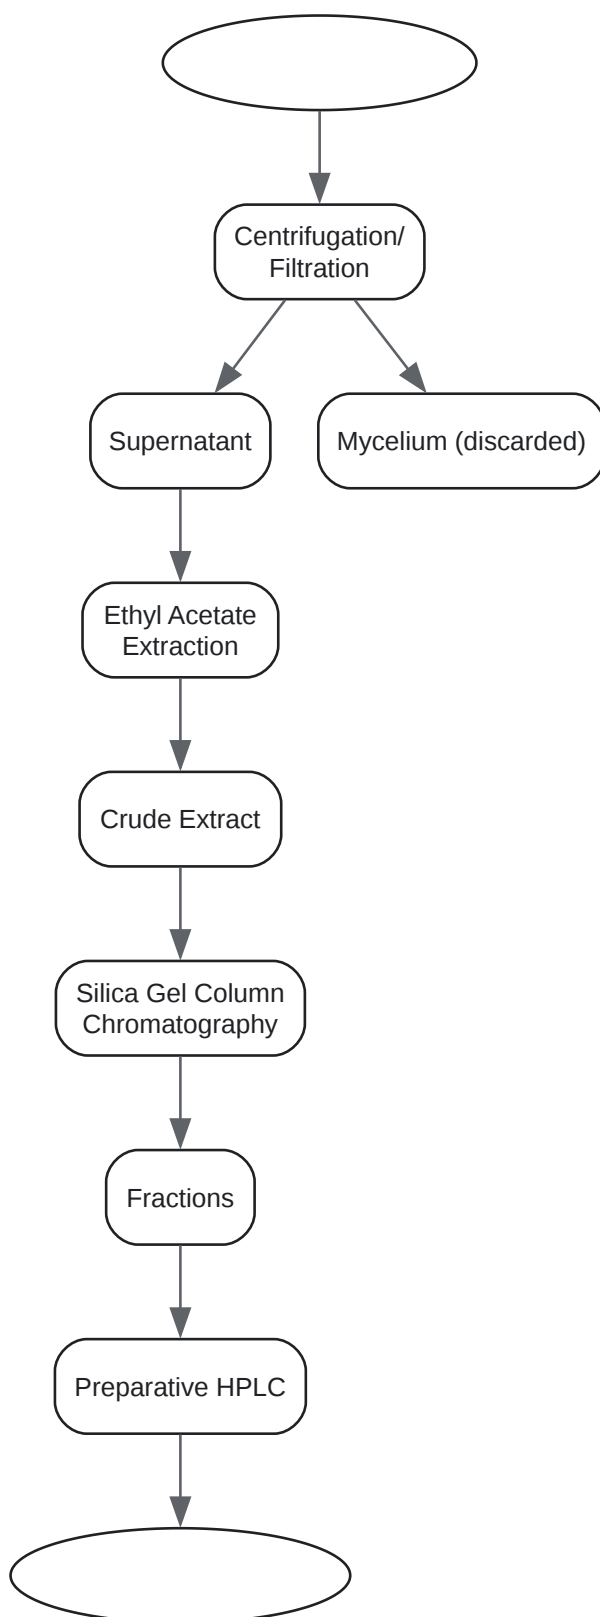 Centrifugation/
Filtration
Supernatant
Mycelium (discarded)
Ethyl Acetate
Extraction
Crude Extract
Silica Gel Column
Chromatography
Fractions
Preparative HPLC